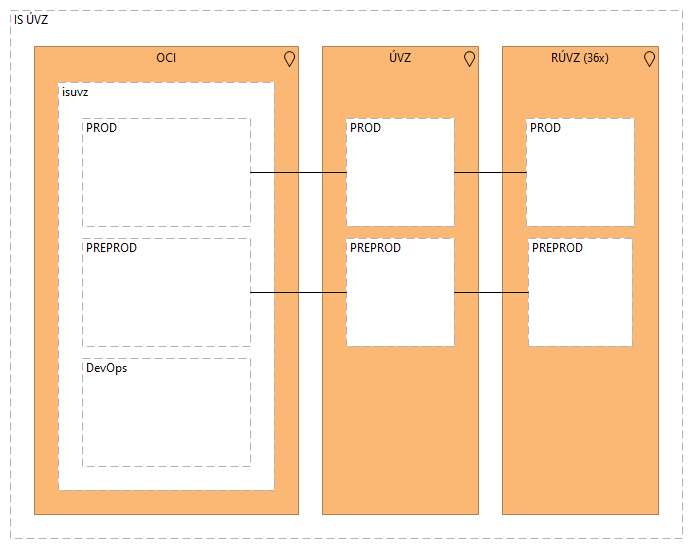 IS ÚVZ
OCI
isuvz
PROD
PREPROD
DevOps
ÚVZ
PROD
PREPROD
RÚVZ (36x)
PROD
PREPROD